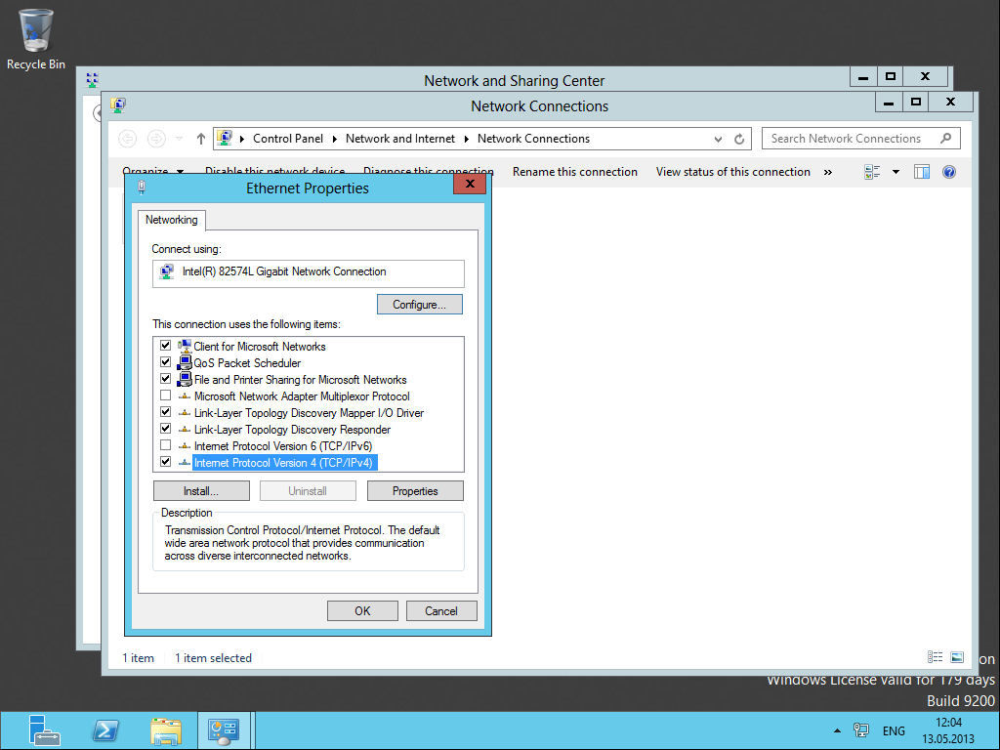 Recycle Bin
Network and Sharing Center
Network Connections
Control Panel
Network and Internet
Network Connections
Search Network Connections
Organize
Disable this network device
Diagnose this connection
Rename this connection
View status of this connection
»
Ethernet Properties
Networking
Connect using:
Intel(R) 82574L Gigabit Network Connection
Configure...
This connection uses the following items:
Client for Microsoft Networks
QoS Packet Scheduler
File and Printer Sharing for Microsoft Networks
Microsoft Network Adapter Multiplexor Protocol
Link-Layer Topology Discovery Mapper I/O Driver
Link-Layer Topology Discovery Responder
Internet Protocol Version 6 (TCP/IPv6)
Internet Protocol Version 4 (TCP/IPv4)
Install...
Uninstall
Properties
Description
Transmission Control Protocol/Internet Protocol. The default
wide area network protocol that provides communication
across diverse interconnected networks.
OK
Cancel
1 item
1 item selected
on
Windows License valid for 179 days
Build 9200
ENG
12:04
13.05.2013